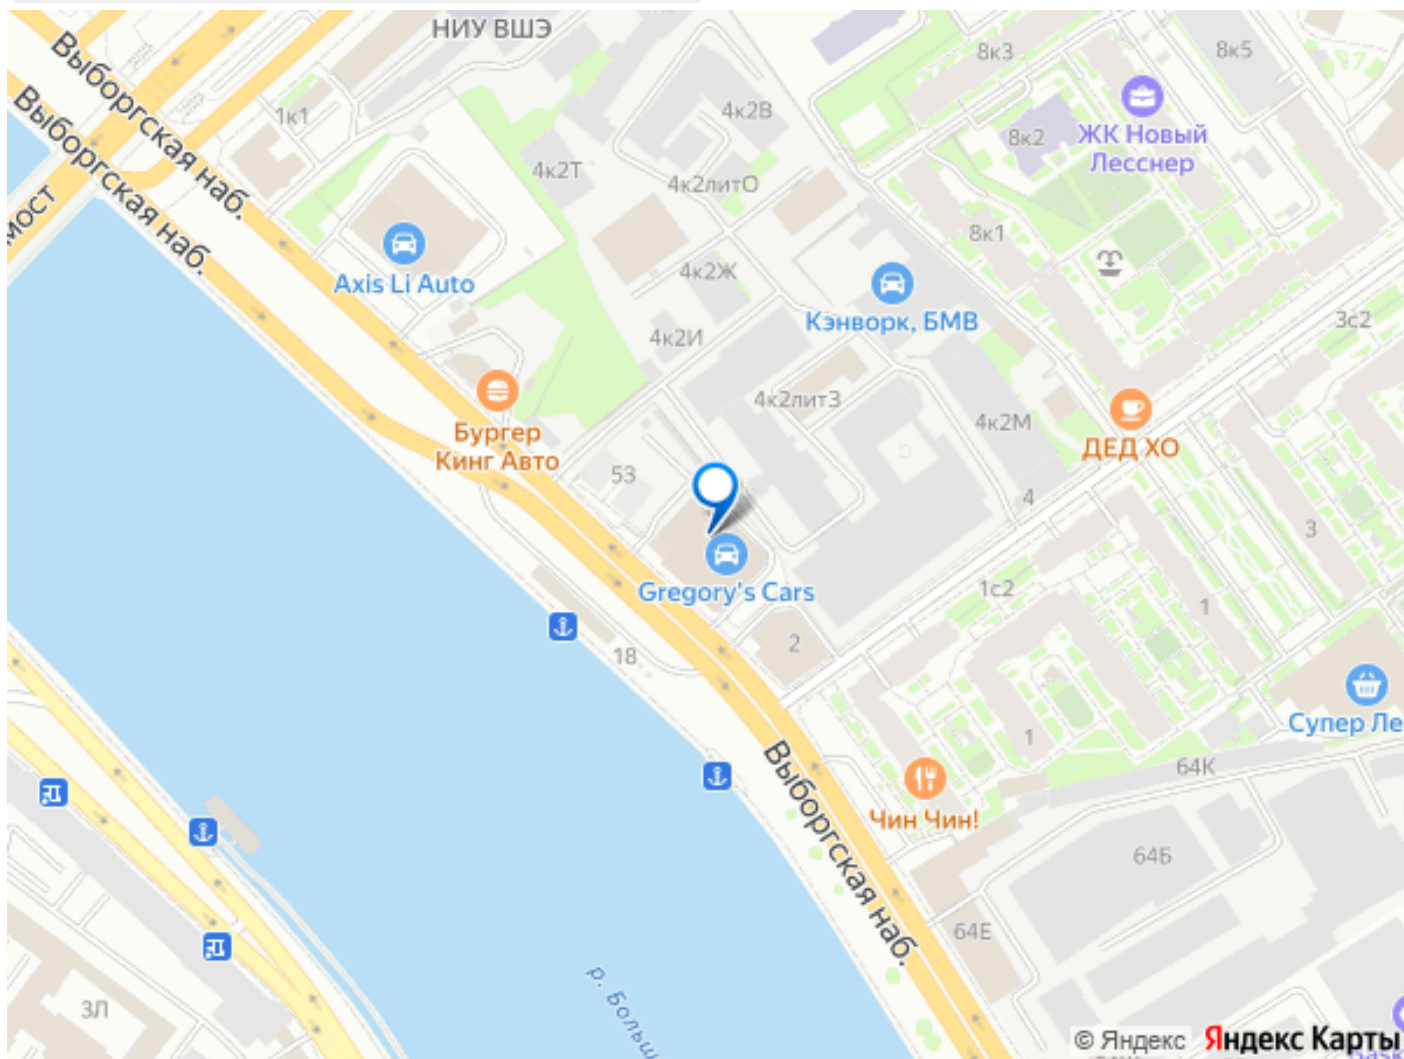 НИУ ВШЭ
Выборгская наб.
Выборгская наб.
мост
1к1
4к2В
4к2Т
4к2литО
8к3
8к5
8к2
ЖК Новый
Лесснер
8к1
Axis Li Auto
4к2Ж
Кэнворк, БМВ
4к2И
3с2
4к2литЗ
4к2М
ДЕД ХО
Бургер
Кинг Авто
53
4
3
Gregory's Cars
1с2
1
2
18
Супер Ле
1
64К
Выборгская наб.
Чин Чин!
64Б
64Е
р. Больш
3Л
© Яндекс Яндекс Карты